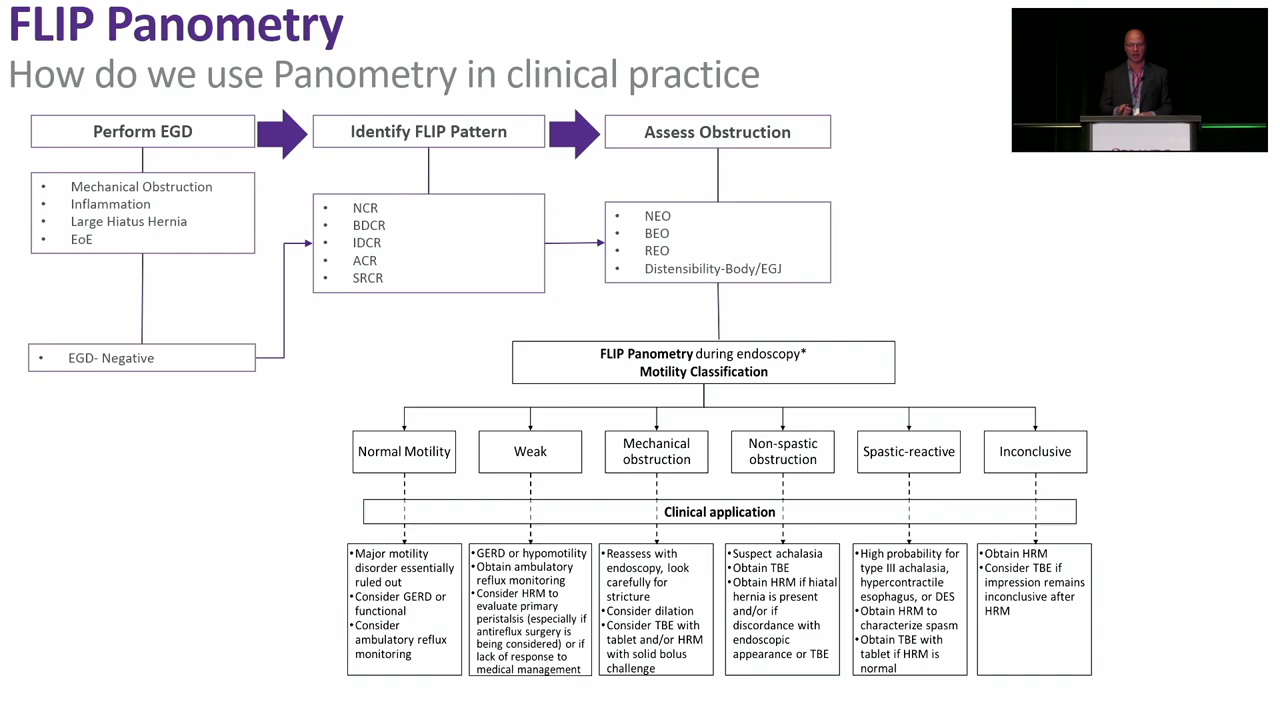 FLIP Panometry
How do we use Panometry in clinical practice
Perform EGD
Identify FLIP Pattern
Assess Obstruction
• Mechanical Obstruction
• Inflammation
• Large Hiatus Hernia
• EoE
• NCR
• BDCR
• IDCR
• ACR
• SRCR
• NEO
• BEO
• REO
• Distensibility-Body/EGJ
• EGD- Negative
FLIP Panometry during endoscopy*
Motility Classification
Normal Motility
Weak
Mechanical
obstruction
Non-spastic
obstruction
Spastic-reactive
Inconclusive
Clinical application
•Major motility
disorder essentially
ruled out
•Consider GERD or
functional
•Consider
ambulatory reflux
monitoring
•GERD or hypomotility
•Obtain ambulatory
reflux monitoring
•Consider HRM to
evaluate primary
peristalsis (especially if
antireflux surgery is
being considered) or if
lack of response to
medical management
•Reassess with
endoscopy, look
carefully for
stricture
•Consider dilation
•Consider TBE with
tablet and/or HRM
with solid bolus
challenge
•Suspect achalasia
•Obtain TBE
•Obtain HRM if hiatal
hernia is present
and/or if
discordance with
endoscopic
appearance or TBE
•High probability for
type III achalasia,
hypercontractile
esophagus, or DES
•Obtain HRM to
characterize spasm
•Obtain TBE with
tablet if HRM is
normal
•Obtain HRM
•Consider TBE if
impression remains
inconclusive after
HRM